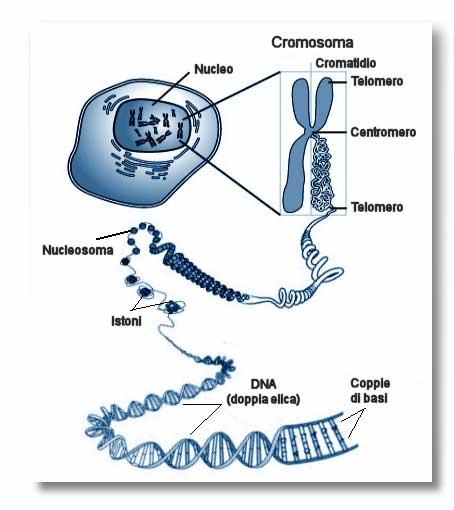 Cromosoma
Cromatidio
Nucleo
Telomero
Centromero
Telomero
Nucleosoma
Istoni
DNA
(doppia elica)
Coppie
di basi